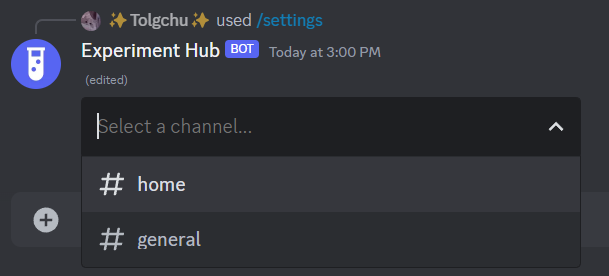 ✨Tolgchu✨ used /settings
Experiment Hub BOT Today at 3:00 PM
(edited)
Select a channel...
# home
# general